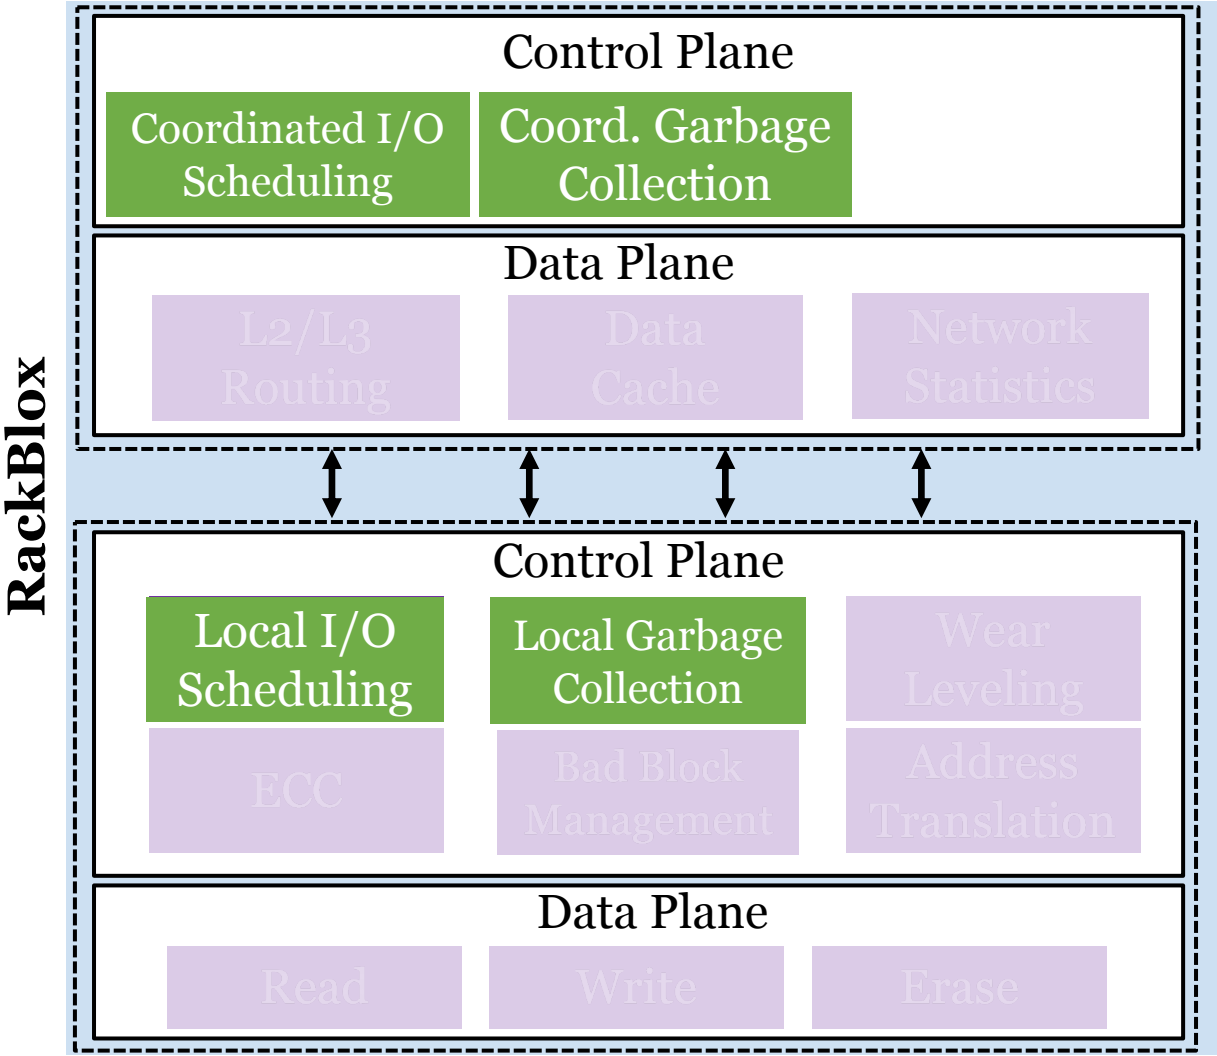 RackBlox
Control Plane
Coordinated I/O
Scheduling
Coord. Garbage
Collection
Data Plane
L2/L3
Routing
Data
Cache
Network
Statistics
Control Plane
Local I/O
Scheduling
Local Garbage
Collection
Wear
Leveling
ECC
Bad Block
Management
Address
Translation
Data Plane
Read
Write
Erase